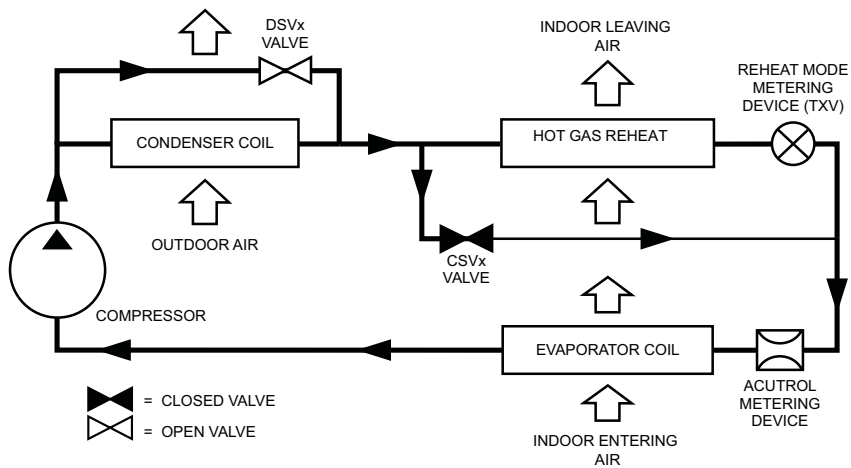 DSVx
VALVE
INDOOR LEAVING
AIR
REHEAT MODE
METERING
DEVICE (TXV)
CONDENSER COIL
HOT GAS REHEAT
OUTDOOR AIR
CSVx
VALVE
COMPRESSOR
EVAPORATOR COIL
ACUTROL
METERING
DEVICE
= CLOSED VALVE
= OPEN VALVE
INDOOR ENTERING
AIR